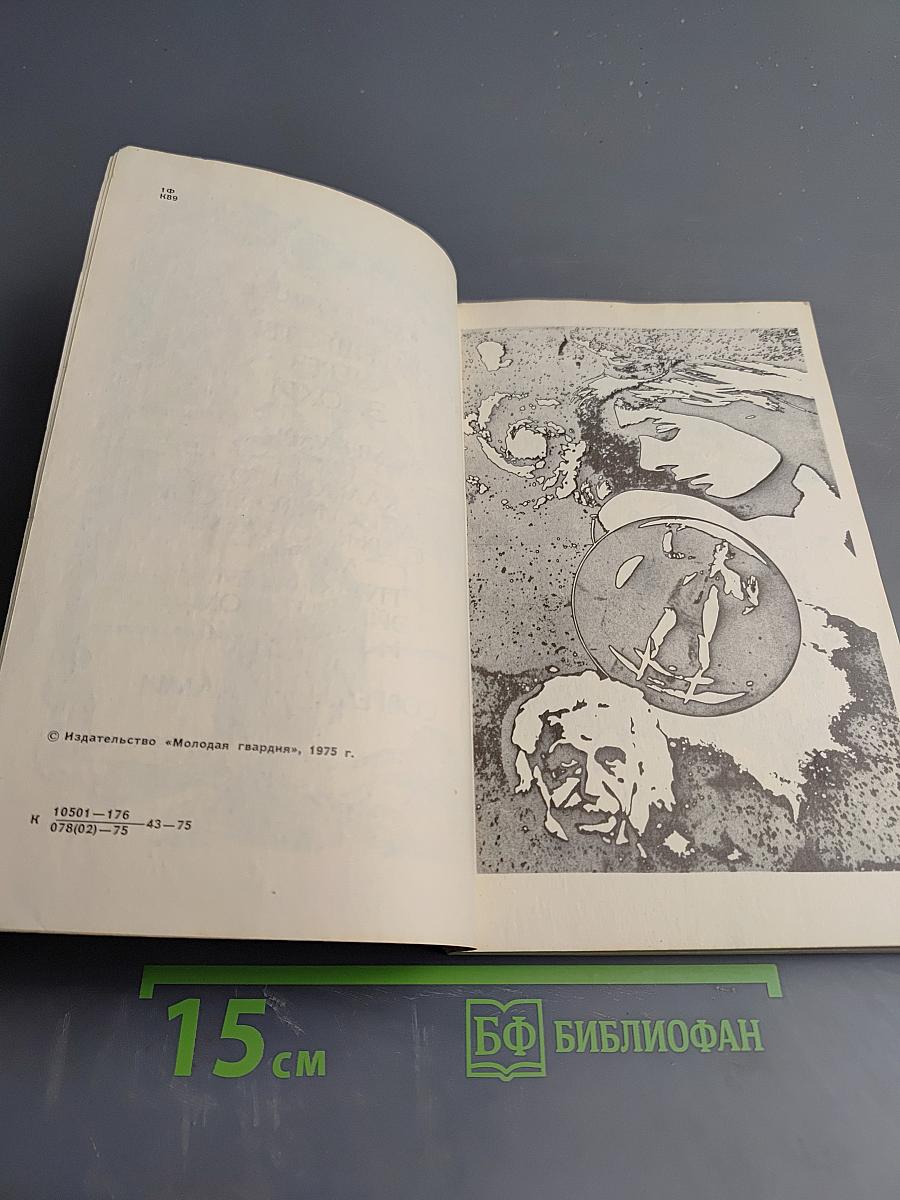 1Ф
К89
© Издательство «Молодая гвардия», 1975 г.
К 10501—176
078(02)—75 43—75
15 см
БФ БИБЛИОФАН